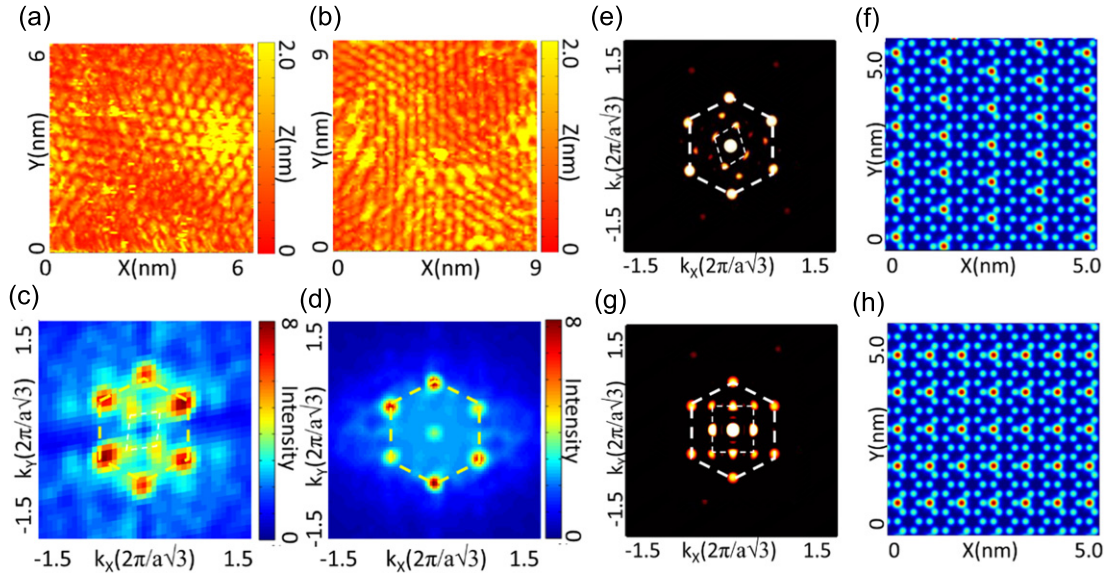 (a)
6
Y(nm)
0
0
X(nm)
6
2.0
Z(nm)
0
(b)
9
Y(nm)
0
0
X(nm)
9
2.0
Z(nm)
0
(e)
1.5
kY(2π/a√3)
-1.5
-1.5
kX(2π/a√3)
1.5
(f)
5.0
Y(nm)
0
0
X(nm)
5.0
(c)
1.5
kY(2π/a√3)
-1.5
-1.5
kX(2π/a√3)
1.5
8
Intensity
0
(d)
1.5
kY(2π/a√3)
-1.5
-1.5
kX(2π/a√3)
1.5
8
Intensity
0
(g)
1.5
kY(2π/a√3)
-1.5
-1.5
kX(2π/a√3)
1.5
(h)
5.0
Y(nm)
0
0
X(nm)
5.0